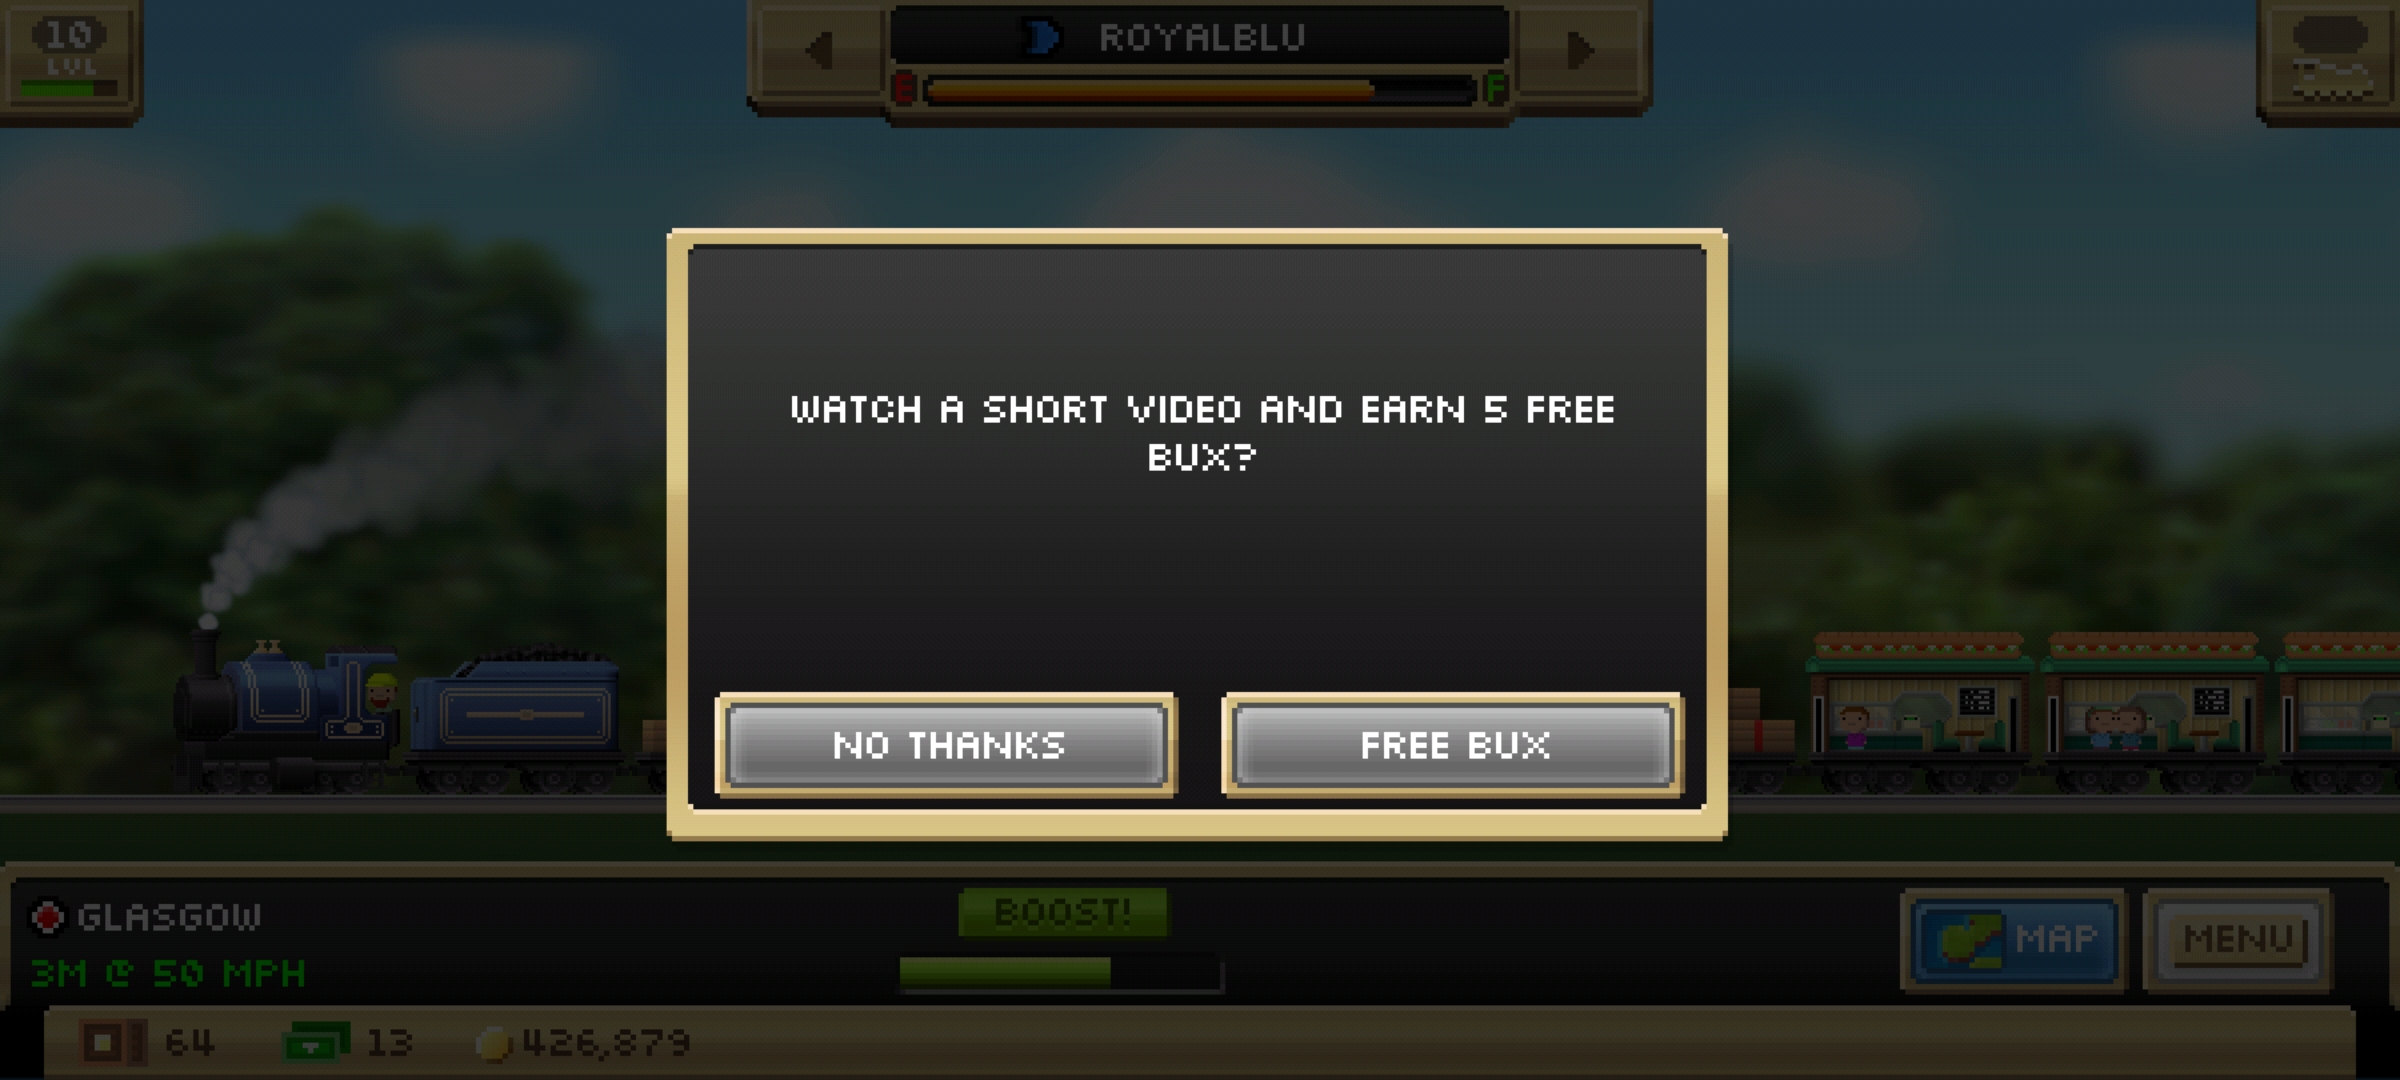 10
LVL
ROYALBLU
E
F
WATCH A SHORT VIDEO AND EARN 5 FREE
BUX?
NO THANKS
FREE BUX
GLASGOW
3M @ 50 MPH
BOOST!
MAP
MENU
64
13
426,879